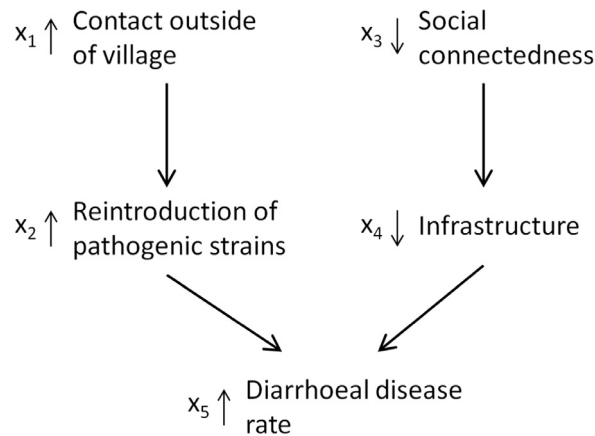 x₁ ↑ Contact outside
of village
x₃ ↓ Social
connectedness
x₂ ↑ Reintroduction of
pathogenic strains
x₄ ↓ Infrastructure
x₅ ↑ Diarrhoeal disease
rate